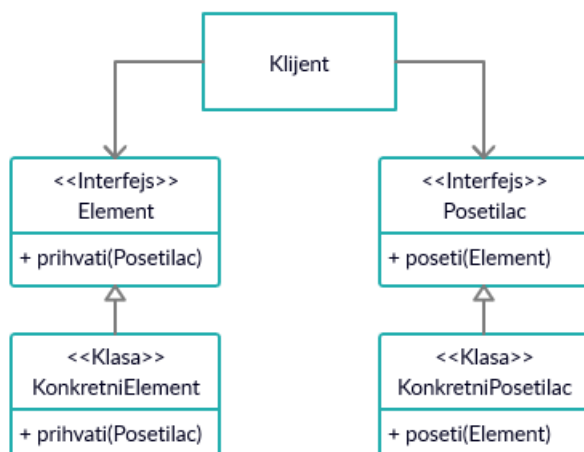 Klijent
<<Interfejs>>
Element
+ prihvati(Posetilac)
<<Interfejs>>
Posetilac
+ poseti(Element)
<<Klasa>>
KonkretniElement
+ prihvati(Posetilac)
<<Klasa>>
KonkretniPosetilac
+ poseti(Element)